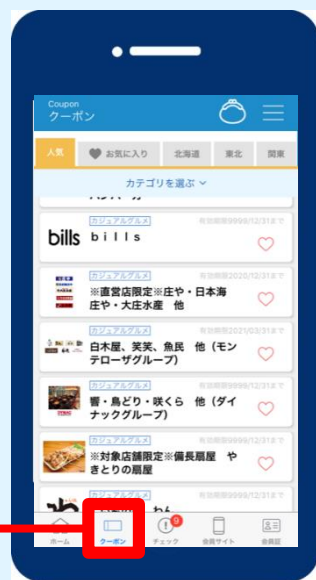 Coupon
クーポン
人気
お気に入り
北海道
東北
関東
カテゴリを選ぶ
カジュアルグルメ
有効期限9999/12/31まで
bills
bills
カジュアルグルメ
有効期限2020/12/31まで
※直営店限定※庄や・日本海
庄や・大庄水産 他
カジュアルグルメ
有効期限2021/03/31まで
白木屋、笑笑、魚民 他（モン
テローザグループ）
カジュアルグルメ
有効期限9999/12/31まで
響・鳥どり・咲くら 他（ダイ
ナックグループ）
カジュアルグルメ
有効期限9999/12/31まで
※対象店舗限定※備長扇屋 や
きとりの扇屋
カジュアルグルメ
有効期限9999/12/31まで
ホーム
クーポン
9
チェック
会員サイト
会員証